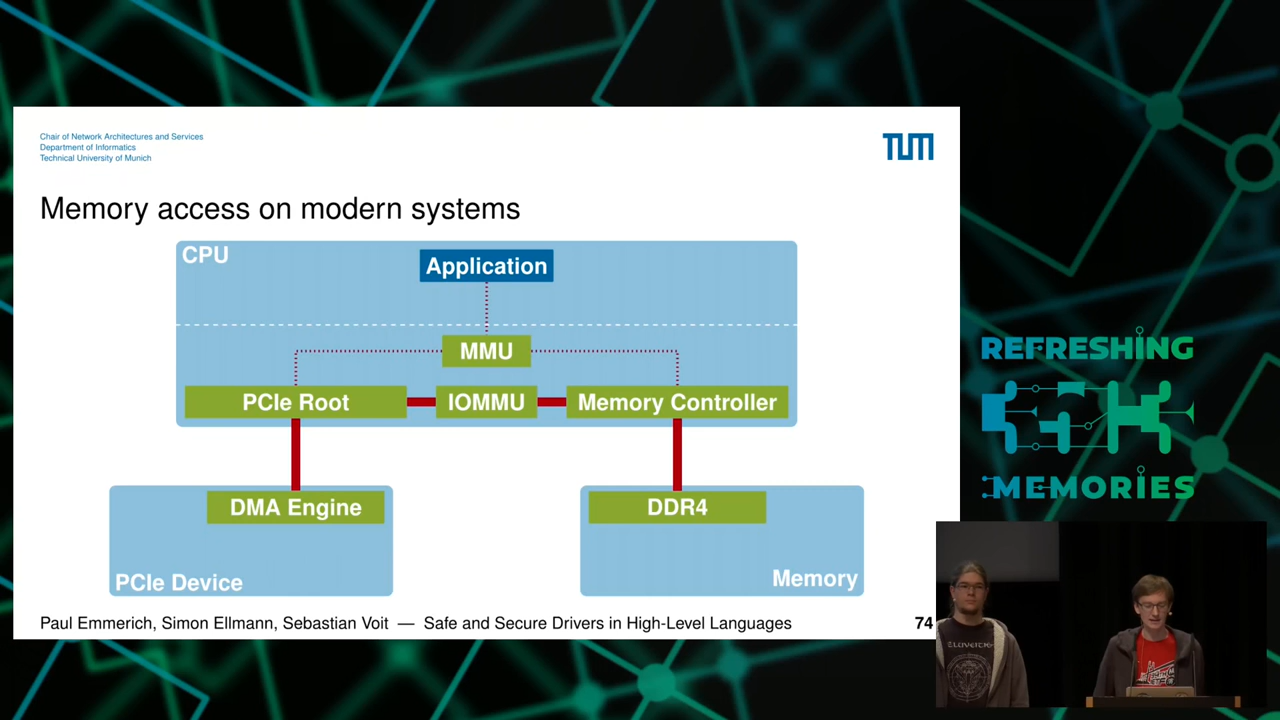 Chair of Network Architectures and Services
Department of Informatics
Technical University of Munich
TUM
Memory access on modern systems
CPU
Application
MMU
PCIe Root
IOMMU
Memory Controller
DMA Engine
DDR4
PCIe Device
Memory
Paul Emmerich, Simon Ellmann, Sebastian Voit — Safe and Secure Drivers in High-Level Languages
74
REFRESHING
MEMORIES
ELUVEITIE